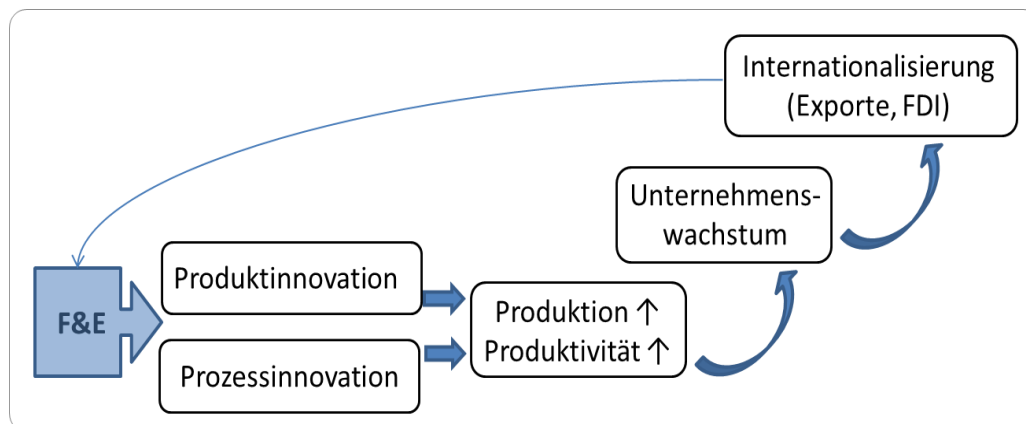 Internationalisierung
(Exporte, FDI)
Unternehmens-
wachstum
Produktinnovation
F&E
Produktion ↑
Produktivität ↑
Prozessinnovation